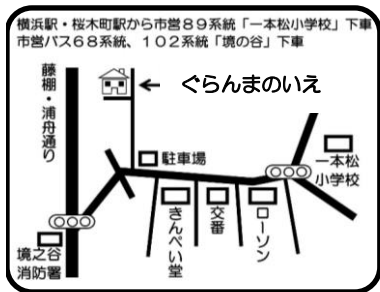 横浜駅・桜木町駅から市営８９系統「一本松小学校」下車
市営バス６８系統、１０２系統「境の谷」下車
藤棚・浦舟通り
ぐらんまのいえ
駐車場
一本松
小学校
きんぺい堂
交番
ローソン
境之谷
消防署